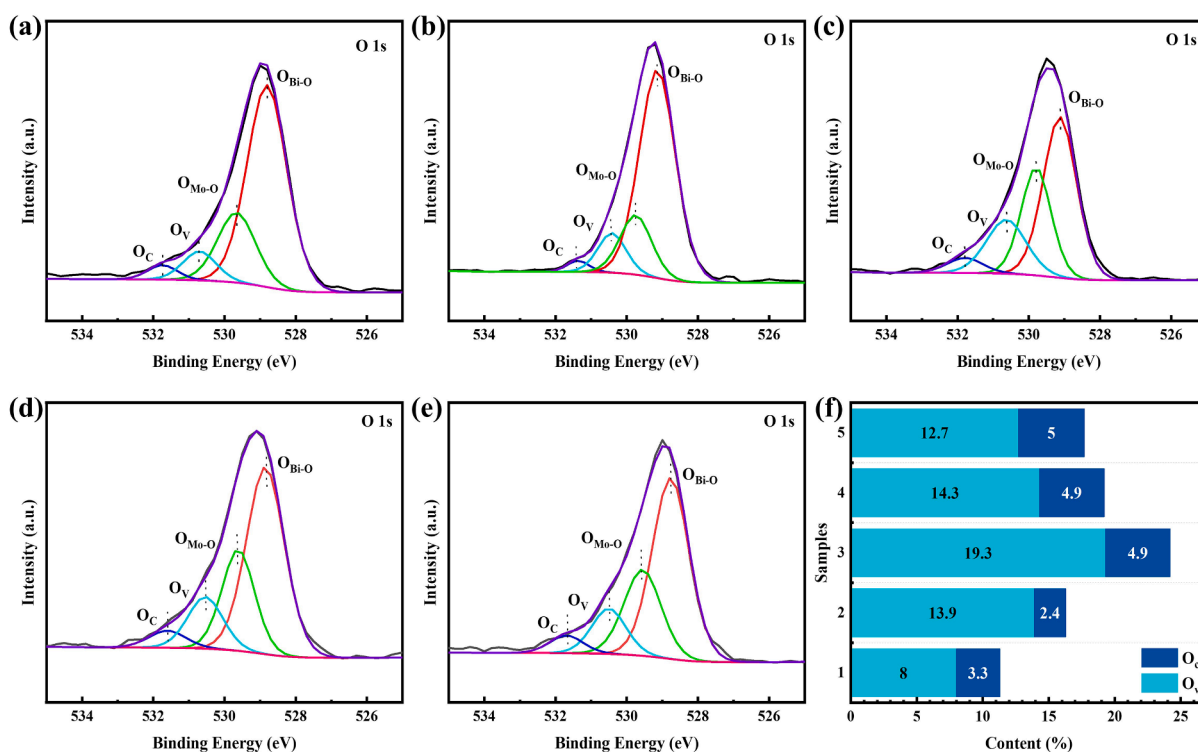 (a)
O 1s
O_Bi-O
O_Mo-O
O_V
O_C
Intensity (a.u.)
534 532 530 528 526
Binding Energy (eV)
(b)
O 1s
O_Bi-O
O_Mo-O
O_V
O_C
Intensity (a.u.)
534 532 530 528 526
Binding Energy (eV)
(c)
O 1s
O_Bi-O
O_Mo-O
O_V
O_C
Intensity (a.u.)
534 532 530 528 526
Binding Energy (eV)
(d)
O 1s
O_Bi-O
O_Mo-O
O_V
O_C
Intensity (a.u.)
534 532 530 528 526
Binding Energy (eV)
(e)
O 1s
O_Bi-O
O_Mo-O
O_V
O_C
Intensity (a.u.)
534 532 530 528 526
Binding Energy (eV)
(f)
Samples
5 12.7 5
4 14.3 4.9
3 19.3 4.9
2 13.9 2.4
1 8 3.3
0 5 10 15 20 25
Content (%)